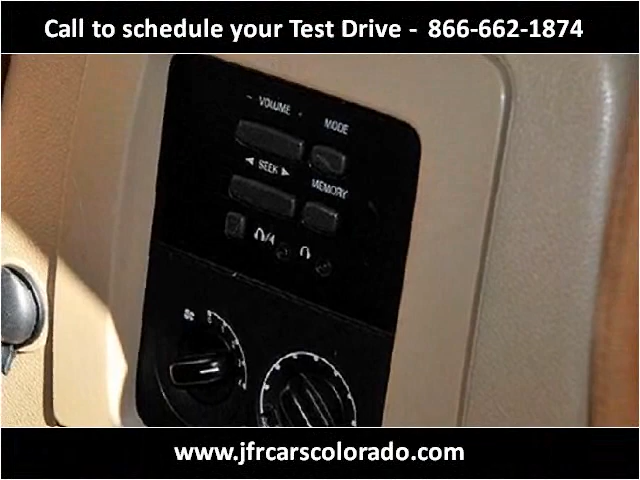 Call to schedule your Test Drive - 866-662-1874
- VOLUME -
MODE
◄ SEEK ►
MEMORY
www.jfrcarscolorado.com